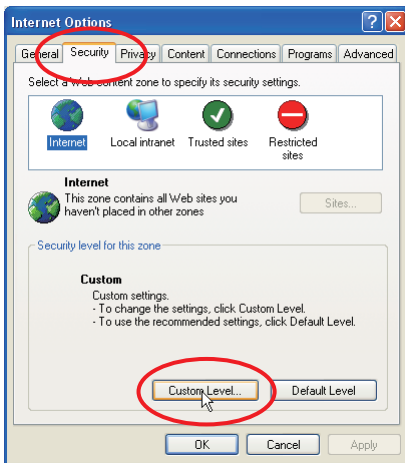 Internet Options
General Security Privacy Content Connections Programs Advanced
Select a Web content zone to specify its security settings.
Internet Local intranet Trusted sites Restricted
sites
Internet
This zone contains all Web sites you
haven't placed in other zones
Sites...
Security level for this zone
Custom
Custom settings.
- To change the settings, click Custom Level.
- To use the recommended settings, click Default Level.
Custom Level... Default Level
OK Cancel Apply